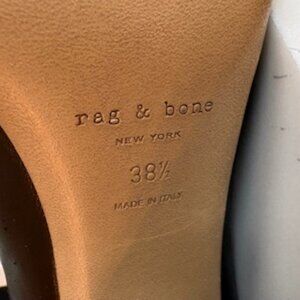 rag & bone
NEW YORK
38½
MADE IN ITALY